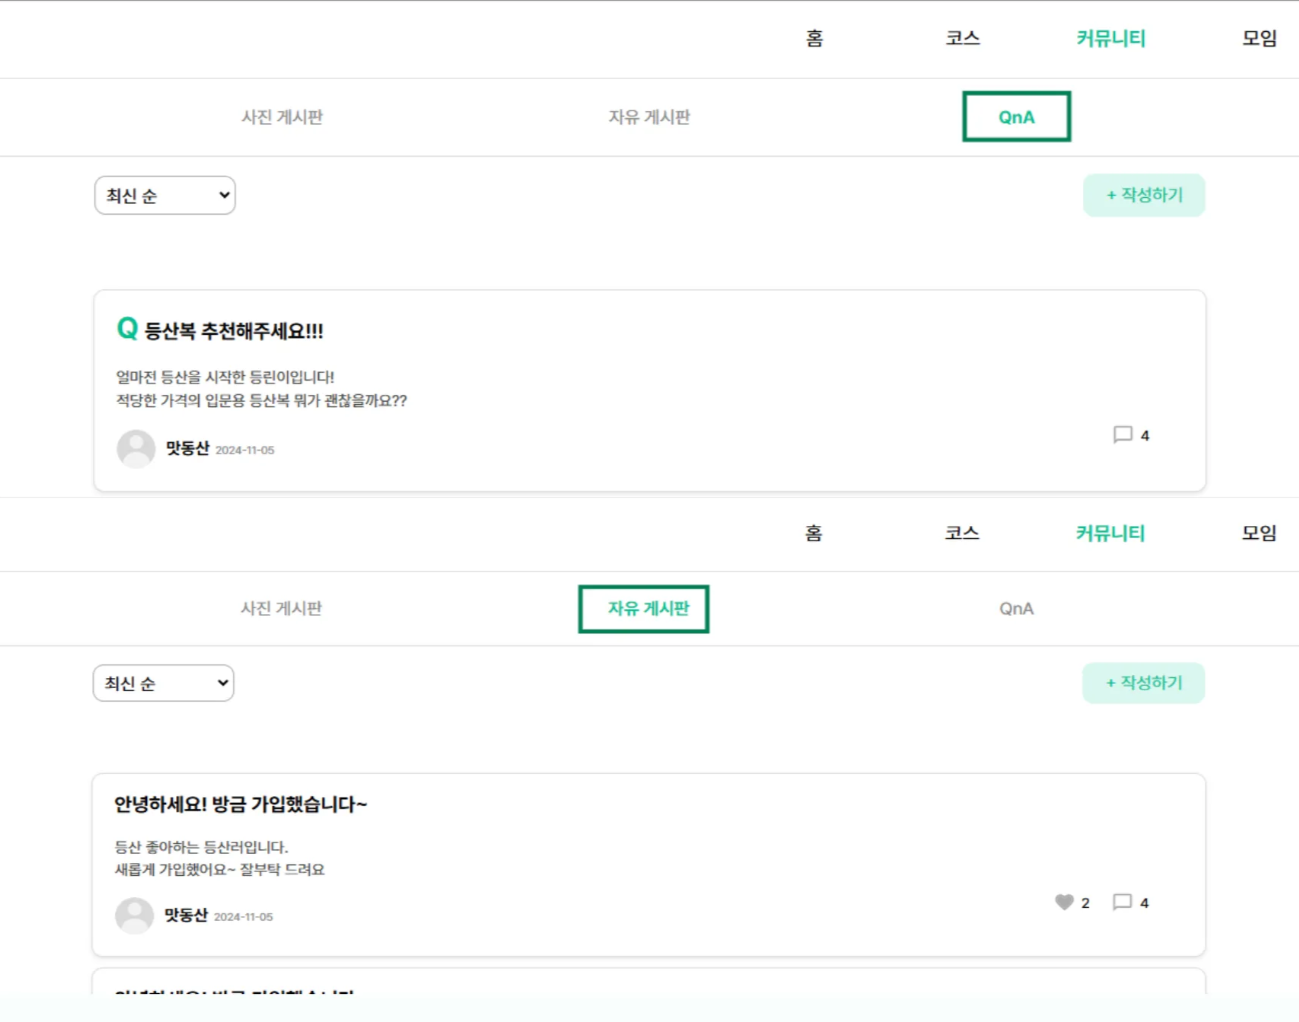 홈 코스 커뮤니티 모임
사진 게시판 자유 게시판 QnA
최신 순 + 작성하기
Q 등산복 추천해주세요!!!
얼마전 등산을 시작한 등린이입니다!
적당한 가격의 입문용 등산복 뭐가 괜찮을까요??
맛동산 2024-11-05 4
홈 코스 커뮤니티 모임
사진 게시판 자유 게시판 QnA
최신 순 + 작성하기
안녕하세요! 방금 가입했습니다~
등산 좋아하는 등산러입니다.
새롭게 가입했어요~ 잘부탁 드려요
맛동산 2024-11-05 2 4